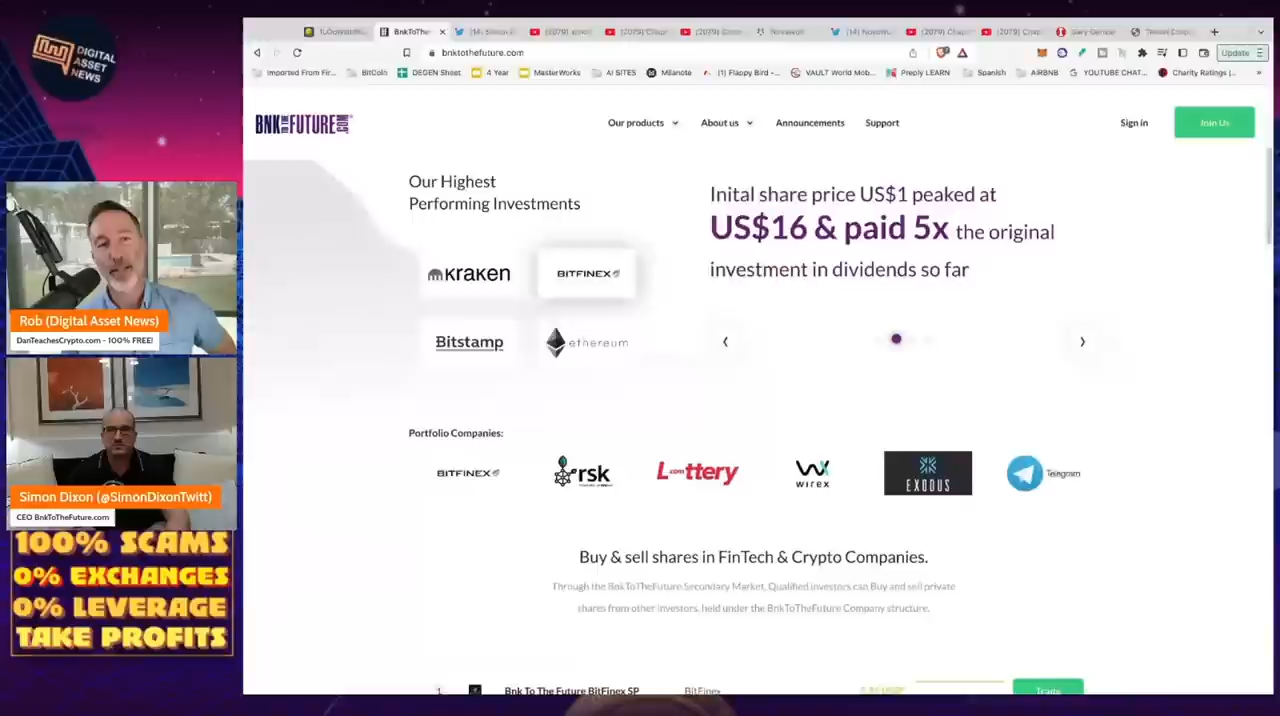 DIGITAL
ASSET
NEWS
Rob (Digital Asset News)
DanTeachesCrypto.com - 100% FREE!
Simon Dixon (@SimonDixonTwitt)
CEO BnkToTheFuture.com
100% SCAMS
0% EXCHANGES
0% LEVERAGE
TAKE PROFITS
BnkToThe
Update
bnktothefuture.com
Imported From Fir...
BitCoin
DEGEN Sheet
4 Year
MasterWorks
AI SITES
Milanote
(1) Flappy Bird -...
VAULT World Mob...
Preply LEARN
Spanish
AIRBNB
YOUTUBE CHAT...
Charity Ratings |...
BNK TO THE FUTURE .COM
Our products
About us
Announcements
Support
Sign in
Join Us
Our Highest
Performing Investments
kraken
BITFINEX
Bitstamp
ethereum
Inital share price US$1 peaked at
US$16 & paid 5x the original
investment in dividends so far
Portfolio Companies:
BITFINEX
rsk
Lottery
.com
WIREX
EXODUS
Telegram
Buy & sell shares in FinTech & Crypto Companies.
Through the BnkToTheFuture Secondary Market, Qualified investors can Buy and sell private
shares from other investors, held under the BnkToTheFuture Company structure.
1
Bnk To The Future BitFinex SP
BitFinex
Trade